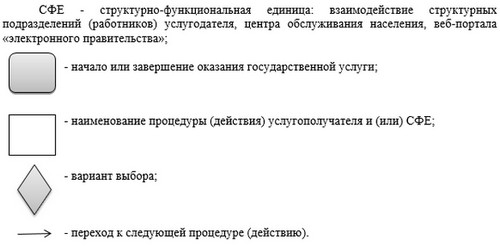 СФЕ - структурно-функциональная единица: взаимодействие структурных
подразделений (работников) услугодателя, центра обслуживания населения, веб-портала
«электронного правительства»;
- начало или завершение оказания государственной услуги;
- наименование процедуры (действия) услугополучателя и (или) СФЕ;
- вариант выбора;
- переход к следующей процедуре (действию).